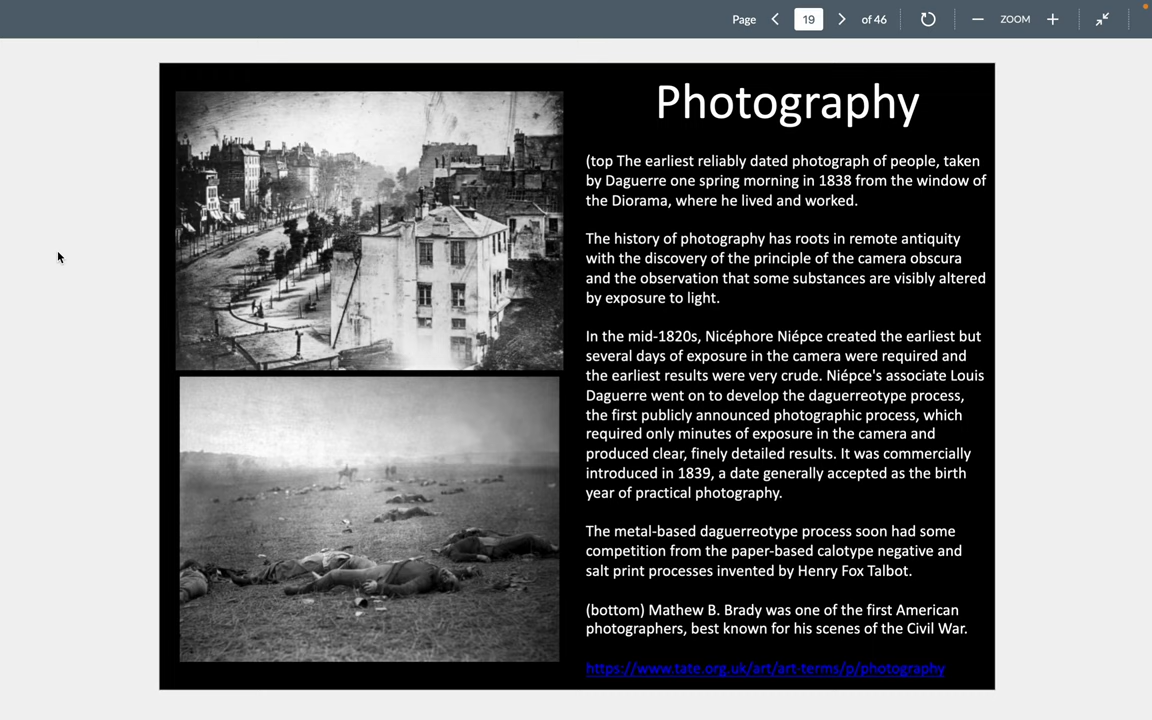 Page 19 of 46 ZOOM
Photography
(top The earliest reliably dated photograph of people, taken
by Daguerre one spring morning in 1838 from the window of
the Diorama, where he lived and worked.
The history of photography has roots in remote antiquity
with the discovery of the principle of the camera obscura
and the observation that some substances are visibly altered
by exposure to light.
In the mid-1820s, Nicéphore Niépce created the earliest but
several days of exposure in the camera were required and
the earliest results were very crude. Niépce's associate Louis
Daguerre went on to develop the daguerreotype process,
the first publicly announced photographic process, which
required only minutes of exposure in the camera and
produced clear, finely detailed results. It was commercially
introduced in 1839, a date generally accepted as the birth
year of practical photography.
The metal-based daguerreotype process soon had some
competition from the paper-based calotype negative and
salt print processes invented by Henry Fox Talbot.
(bottom) Mathew B. Brady was one of the first American
photographers, best known for his scenes of the Civil War.
https://www.tate.org.uk/art/art-terms/p/photography